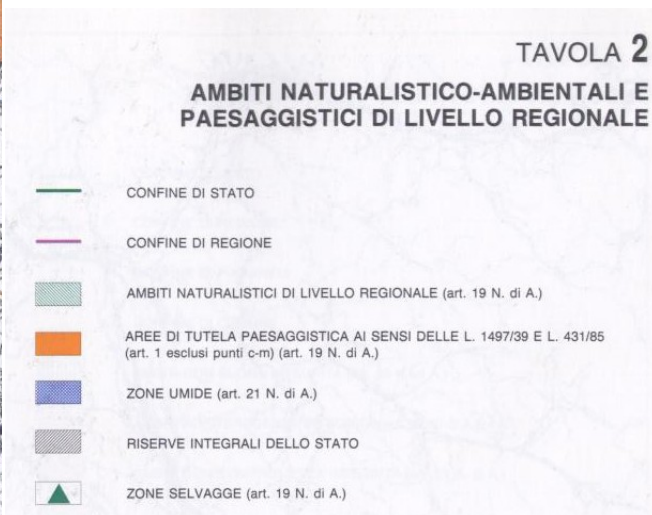 TAVOLA 2
AMBITI NATURALISTICO-AMBIENTALI E
PAESAGGISTICI DI LIVELLO REGIONALE
CONFINE DI STATO
CONFINE DI REGIONE
AMBITI NATURALISTICI DI LIVELLO REGIONALE (art. 19 N. di A.)
AREE DI TUTELA PAESAGGISTICA AI SENSI DELLE L. 1497/39 E L. 431/85
(art. 1 esclusi punti c-m) (art. 19 N. di A.)
ZONE UMIDE (art. 21 N. di A.)
RISERVE INTEGRALI DELLO STATO
ZONE SELVAGGE (art. 19 N. di A.)